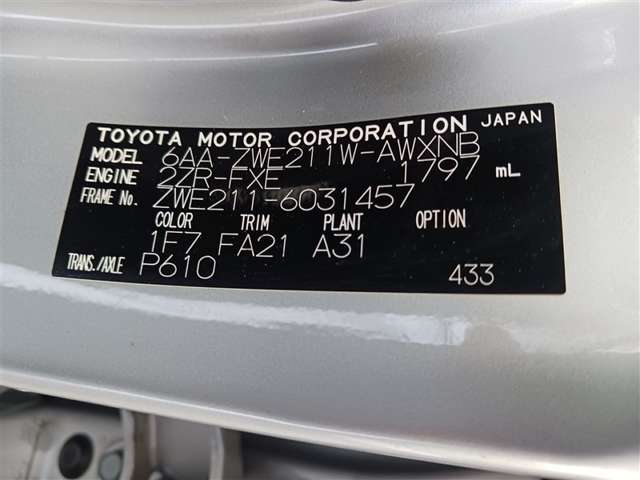 TOYOTA MOTOR CORPORATION JAPAN
MODEL 6AA-ZWE211W-AWXNB
ENGINE 2ZR-FXE 1797 mL
FRAME No. ZWE211-6031457
COLOR TRIM PLANT OPTION
1F7 FA21 A31
TRANS./AXLE P610 433